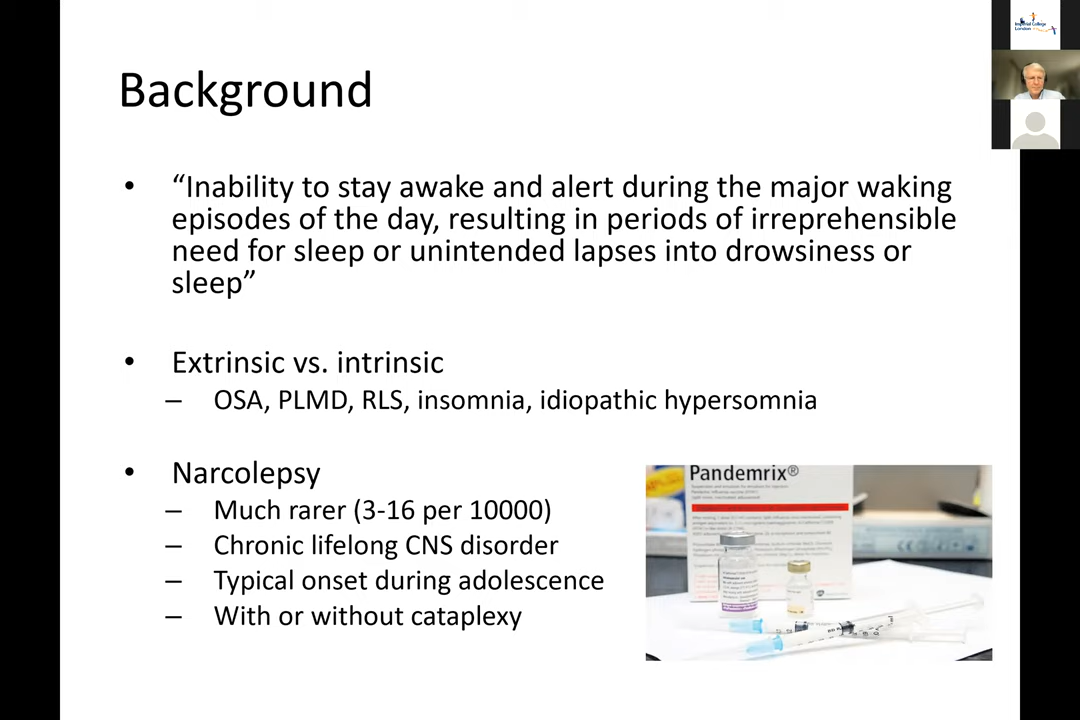 Imperial College
London
Background
• “Inability to stay awake and alert during the major waking
episodes of the day, resulting in periods of irreprehensible
need for sleep or unintended lapses into drowsiness or
sleep”
• Extrinsic vs. intrinsic
– OSA, PLMD, RLS, insomnia, idiopathic hypersomnia
• Narcolepsy
– Much rarer (3-16 per 10000)
– Chronic lifelong CNS disorder
– Typical onset during adolescence
– With or without cataplexy
Pandemrix®